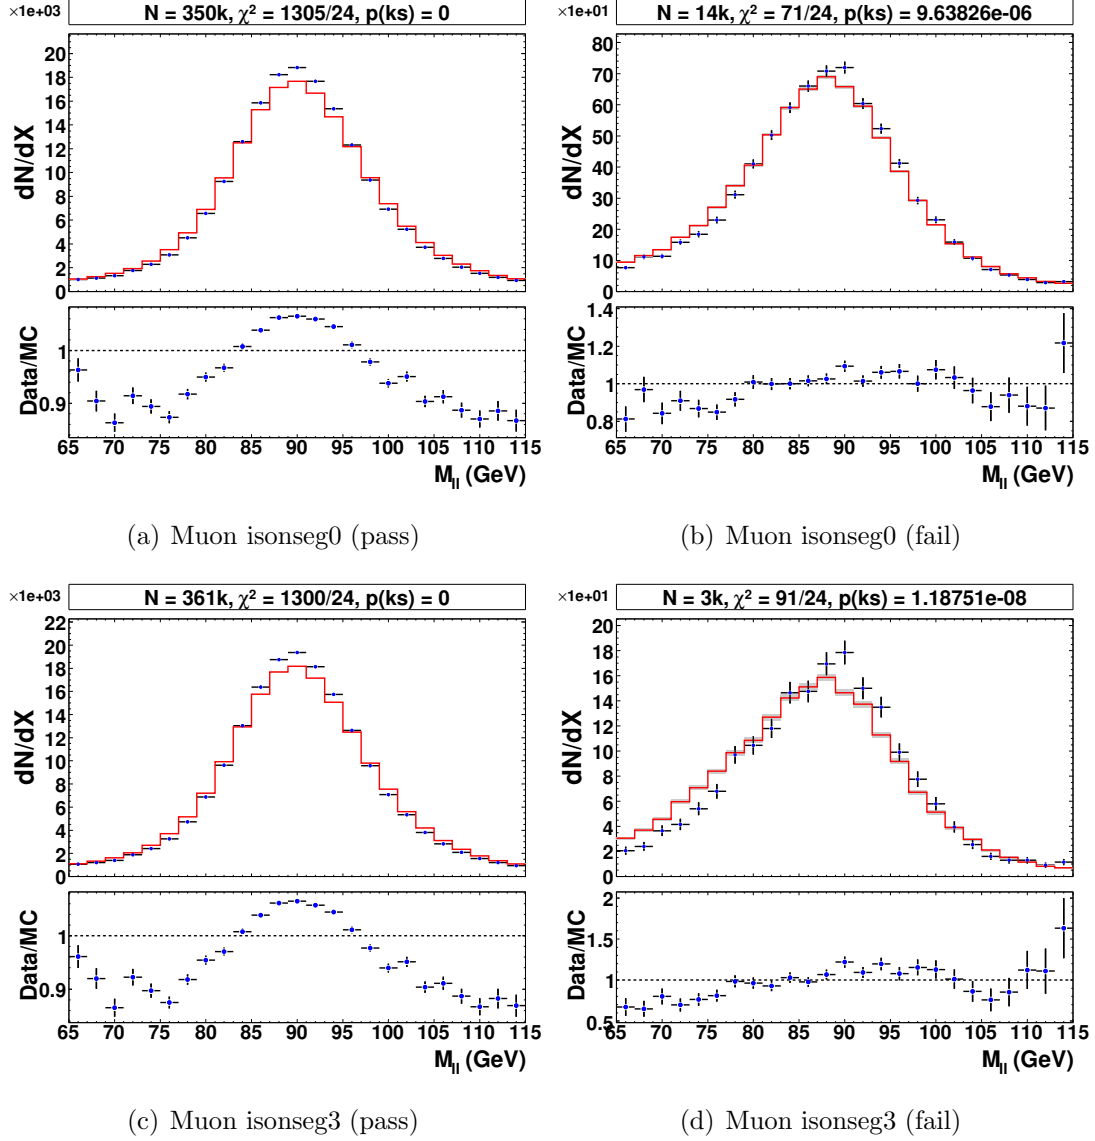 ×1e+03
N = 350k, χ² = 1305/24, p(ks) = 0
dN/dX
20
18
16
14
12
10
8
6
4
2
0
Data/MC
1
0.9
65 70 75 80 85 90 95 100 105 110 115
M_ll (GeV)
(a) Muon isonseg0 (pass)
×1e+01
N = 14k, χ² = 71/24, p(ks) = 9.63826e-06
dN/dX
80
70
60
50
40
30
20
10
0
Data/MC
1.4
1.2
1
0.8
65 70 75 80 85 90 95 100 105 110 115
M_ll (GeV)
(b) Muon isonseg0 (fail)
×1e+03
N = 361k, χ² = 1300/24, p(ks) = 0
dN/dX
22
20
18
16
14
12
10
8
6
4
2
0
Data/MC
1
0.9
65 70 75 80 85 90 95 100 105 110 115
M_ll (GeV)
(c) Muon isonseg3 (pass)
×1e+01
N = 3k, χ² = 91/24, p(ks) = 1.18751e-08
dN/dX
20
18
16
14
12
10
8
6
4
2
0
Data/MC
2
1.5
1
0.5
65 70 75 80 85 90 95 100 105 110 115
M_ll (GeV)
(d) Muon isonseg3 (fail)